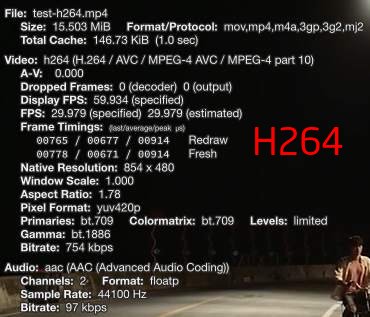 File: test-h264.mp4
Size: 15.503 MiB Format/Protocol: mov,mp4,m4a,3gp,3g2,mj2
Total Cache: 146.73 KiB (1.0 sec)
Video: h264 (H.264 / AVC / MPEG-4 AVC / MPEG-4 part 10)
A-V: 0.000
Dropped Frames: 0 (decoder) 0 (output)
Display FPS: 59.934 (specified)
FPS: 29.979 (specified) 29.979 (estimated)
Frame Timings: (last/average/peak μs)
00765 / 00677 / 00914 Redraw
00778 / 00671 / 00914 Fresh
H264
Native Resolution: 854 x 480
Window Scale: 1.000
Aspect Ratio: 1.78
Pixel Format: yuv420p
Primaries: bt.709 Colormatrix: bt.709 Levels: limited
Gamma: bt.1886
Bitrate: 754 kbps
Audio: aac (AAC (Advanced Audio Coding))
Channels: 2 Format: floatp
Sample Rate: 44100 Hz
Bitrate: 97 kbps